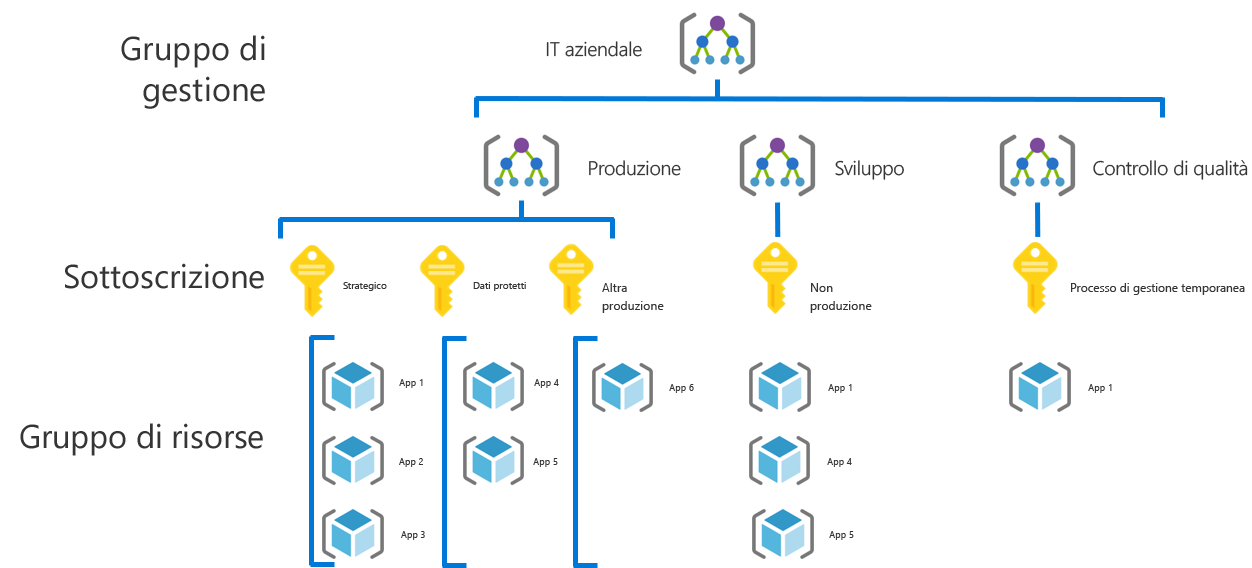 Gruppo di
gestione
IT aziendale
Produzione
Sviluppo
Controllo di qualità
Sottoscrizione
Strategico
Dati protetti
Altra
produzione
Non
produzione
Processo di gestione temporanea
Gruppo di risorse
App 1
App 4
App 6
App 1
App 1
App 2
App 5
App 4
App 3
App 5